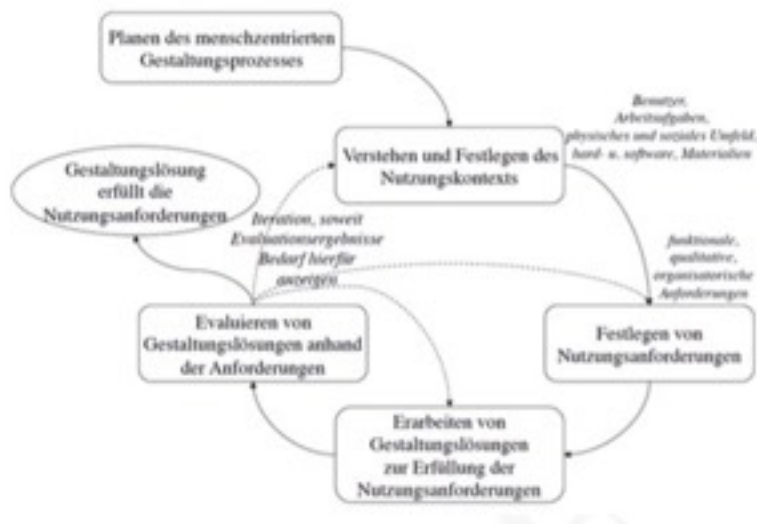 Planen des menschzentrierten
Gestaltungsprozesses
Benutzer,
Arbeitsaufgaben,
physisches und soziales Umfeld,
hard- u. software, Materialien
Verstehen und Festlegen des
Nutzungskontexts
Gestaltungslösung
erfüllt die
Nutzungsanforderungen
Iteration, soweit
Evaluationsergebnisse
Bedarf hierfür
anzeigen
funktionale,
qualitative,
organisatorische
Anforderungen
Evaluieren von
Gestaltungslösungen anhand
der Anforderungen
Festlegen von
Nutzungsanforderungen
Erarbeiten von
Gestaltungslösungen
zur Erfüllung der
Nutzungsanforderungen